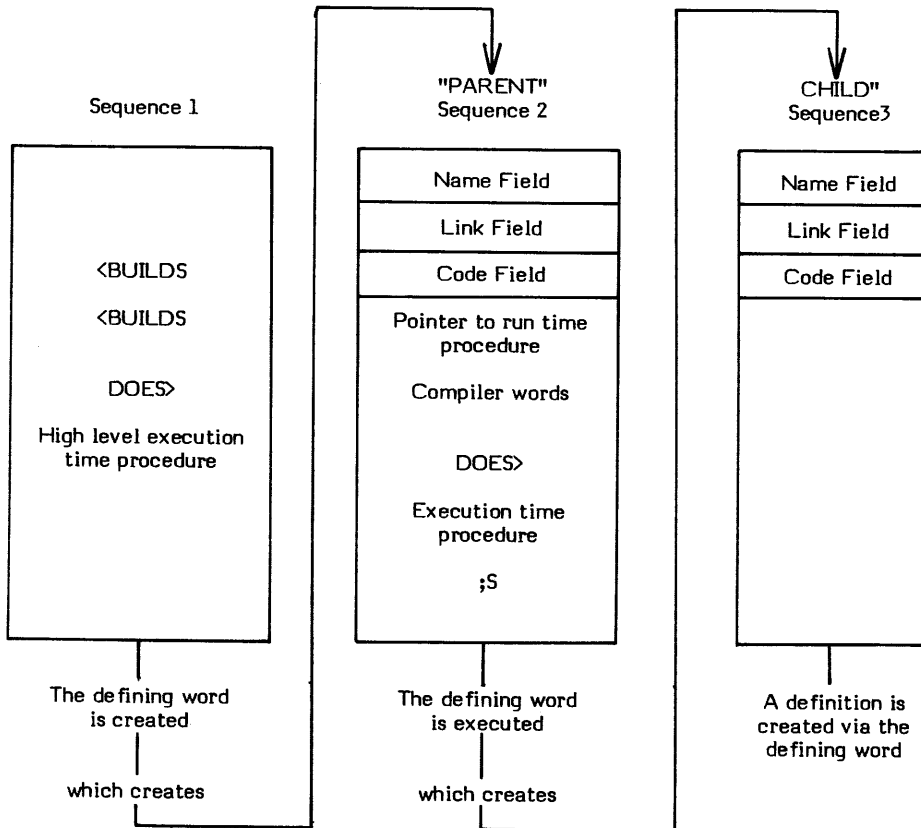 Sequence 1
<BUILDS
<BUILDS
DOES>
High level execution
time procedure
The defining word
is created
which creates
"PARENT"
Sequence 2
Name Field
Link Field
Code Field
Pointer to run time
procedure
Compiler words
DOES>
Execution time
procedure
;S
The defining word
is executed
which creates
CHILD"
Sequence3
Name Field
Link Field
Code Field
A definition is
created via the
defining word